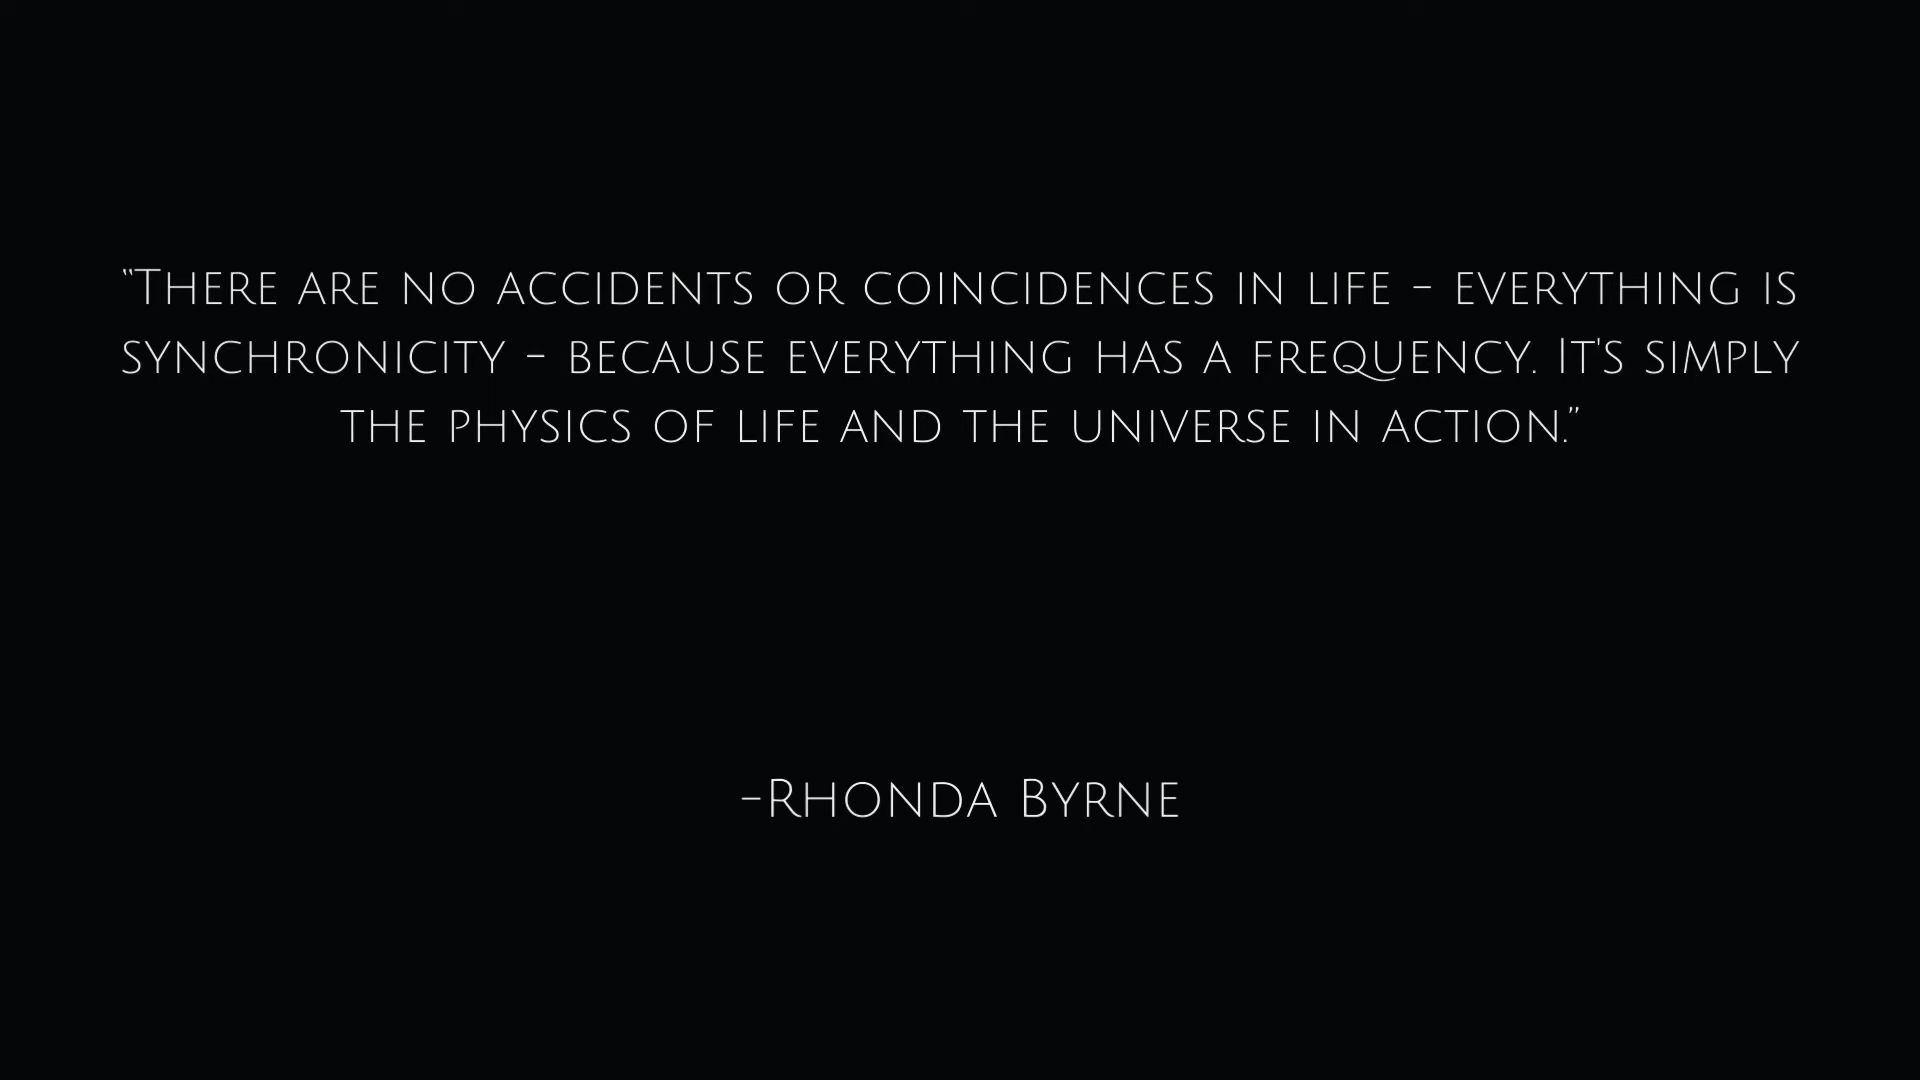 “There are no accidents or coincidences in life - everything is
synchronicity - because everything has a frequency. It's simply
the physics of life and the universe in action.”
-Rhonda Byrne